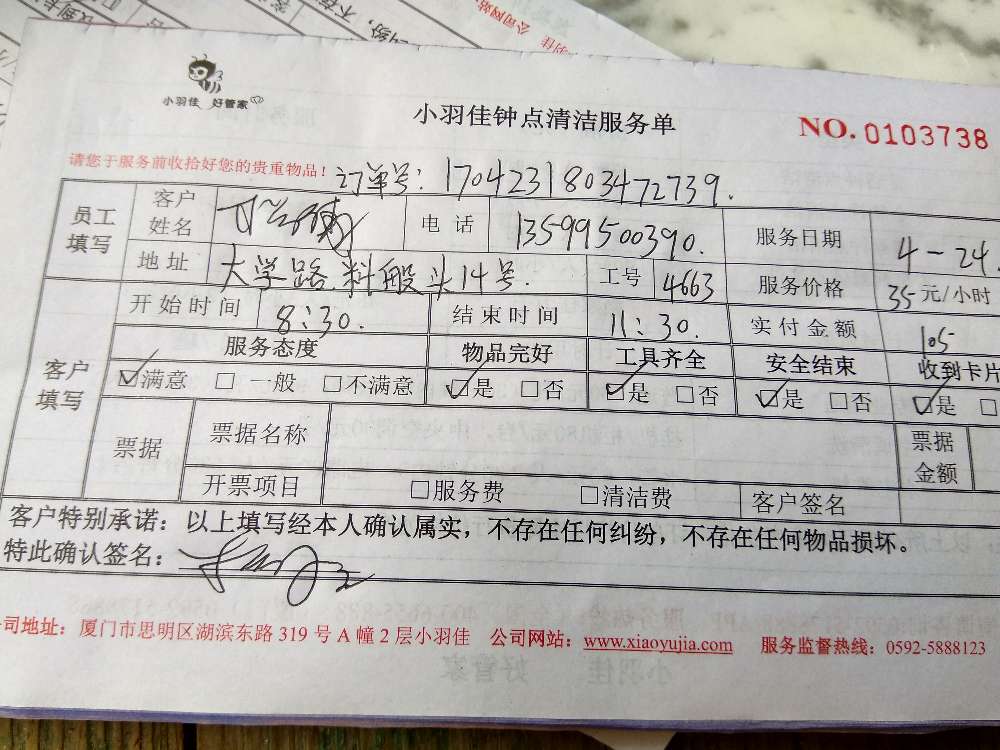 小羽佳 好管家
小羽佳钟点清洁服务单
NO. 0103738
请您于服务前收拾好您的贵重物品！ 订单号：1704231803472739.
员工填写 客户姓名 电话 13599500390. 服务日期 4-24.
地址 大学路.料船头14号. 工号 4663 服务价格 35元/小时
客户填写 开始时间 8:30. 结束时间 11:30. 实付金额 105
服务态度 物品完好 工具齐全 安全结束 收到卡片
☑满意 □一般 □不满意 ☑是 □否 ☑是 □否 ☑是 □否 ☑是 □
票据 票据名称 票据金额
开票项目 □服务费 □清洁费 客户签名
客户特别承诺：以上填写经本人确认属实，不存在任何纠纷，不存在任何物品损坏。
特此确认签名：
司地址：厦门市思明区湖滨东路 319 号 A 幢 2 层小羽佳 公司网站：www.xiaoyujia.com 服务监督热线：0592-5888123